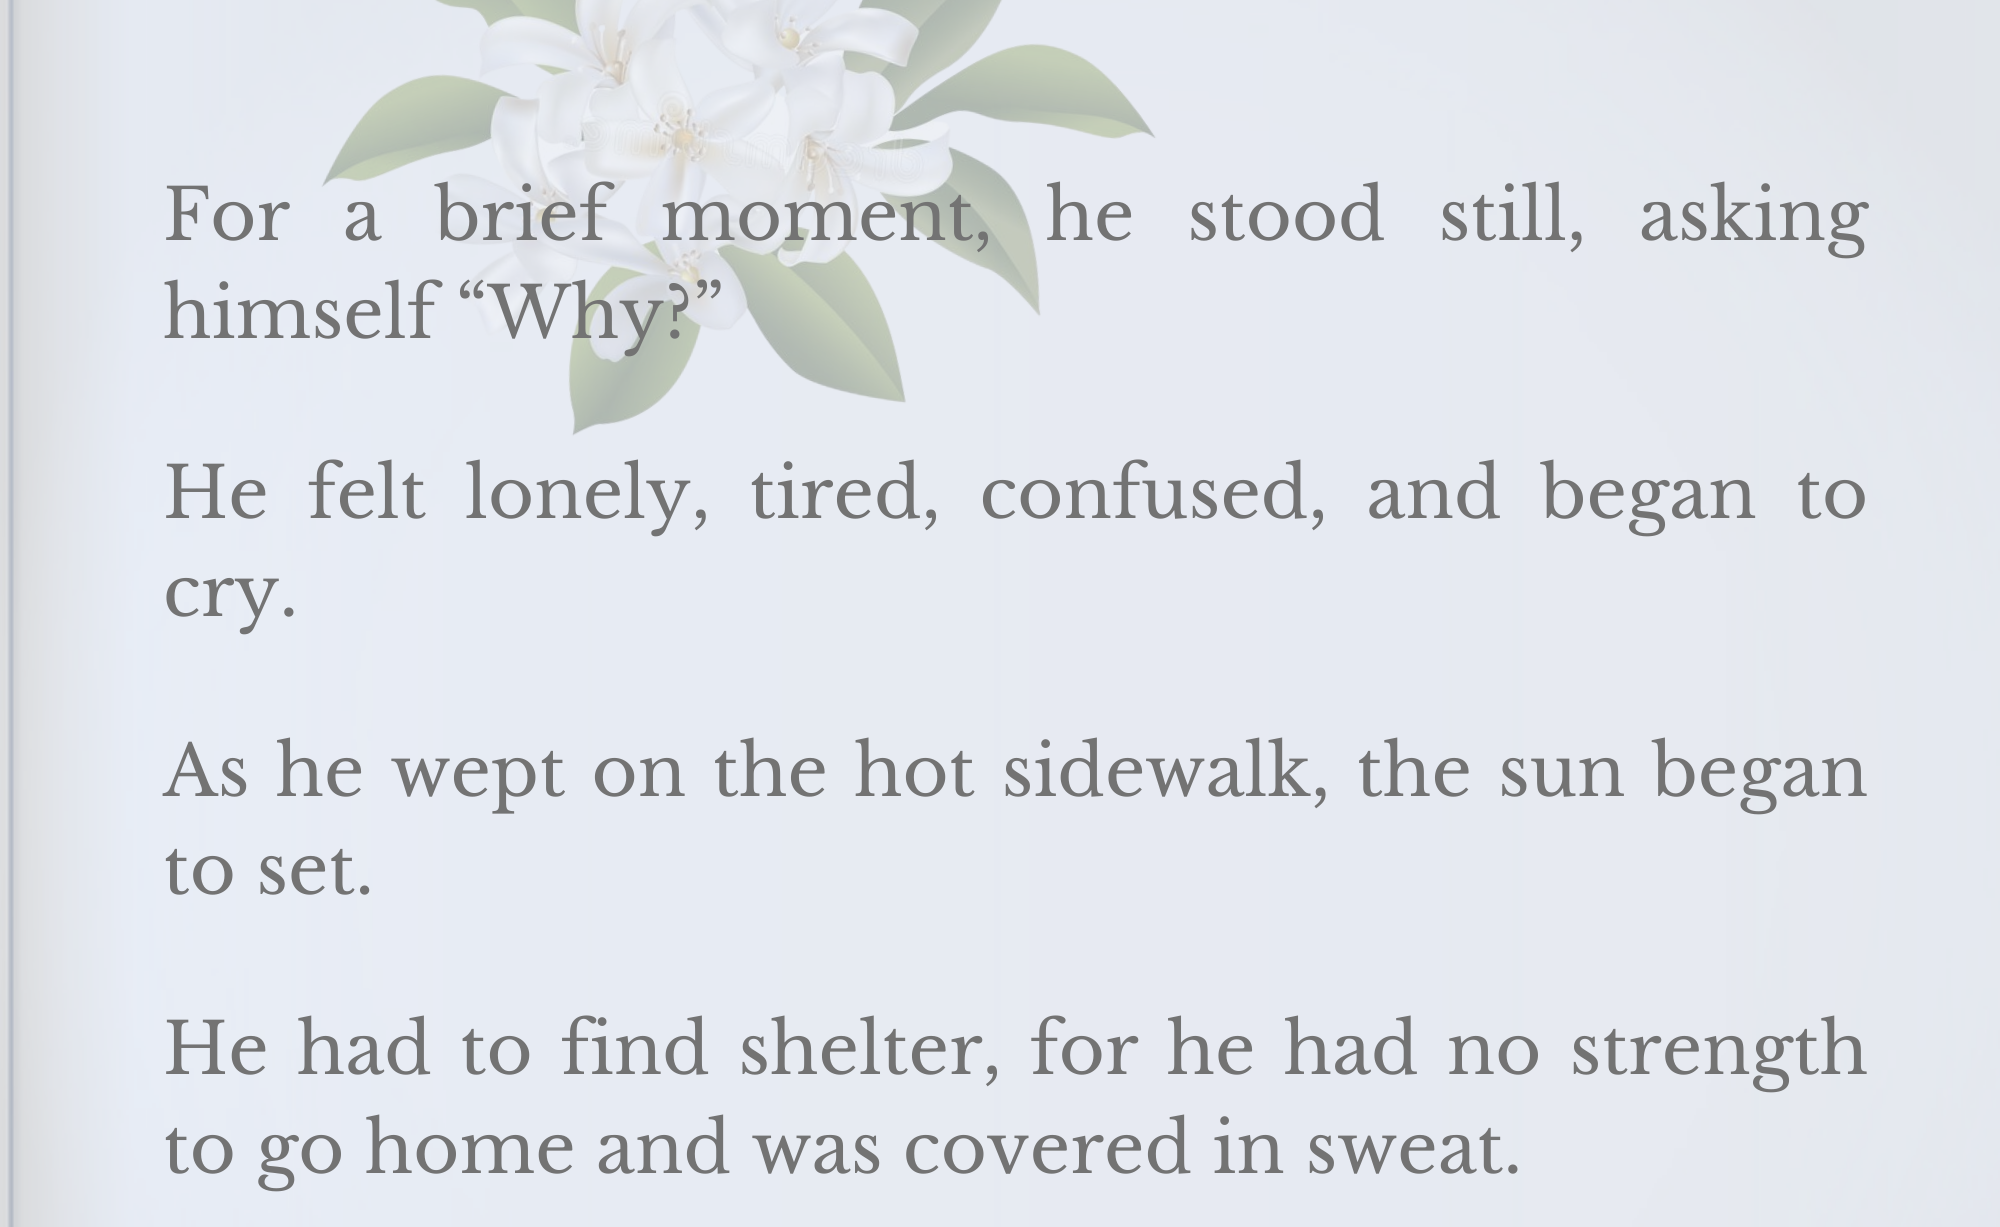 For a brief moment, he stood still, asking
himself “Why?”
He felt lonely, tired, confused, and began to
cry.
As he wept on the hot sidewalk, the sun began
to set.
He had to find shelter, for he had no strength
to go home and was covered in sweat.